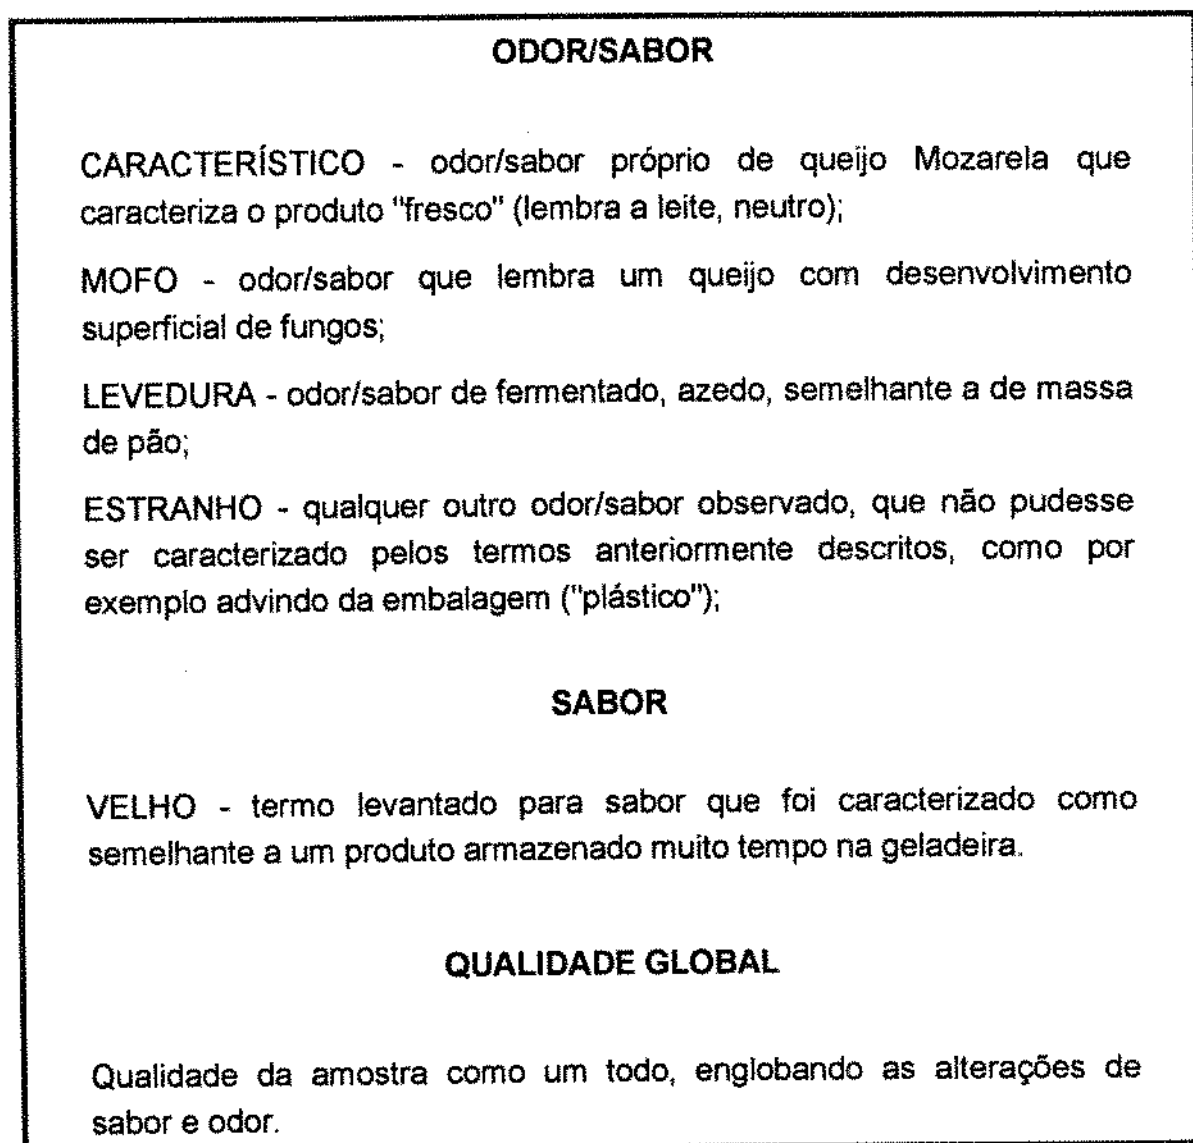 ODOR/SABOR
CARACTERÍSTICO - odor/sabor próprio de queijo Mozarela que
caracteriza o produto "fresco" (lembra a leite, neutro);
MOFO - odor/sabor que lembra um queijo com desenvolvimento
superficial de fungos;
LEVEDURA - odor/sabor de fermentado, azedo, semelhante a de massa
de pão;
ESTRANHO - qualquer outro odor/sabor observado, que não pudesse
ser caracterizado pelos termos anteriormente descritos, como por
exemplo advindo da embalagem ("plástico");
SABOR
VELHO - termo levantado para sabor que foi caracterizado como
semelhante a um produto armazenado muito tempo na geladeira.
QUALIDADE GLOBAL
Qualidade da amostra como um todo, englobando as alterações de
sabor e odor.